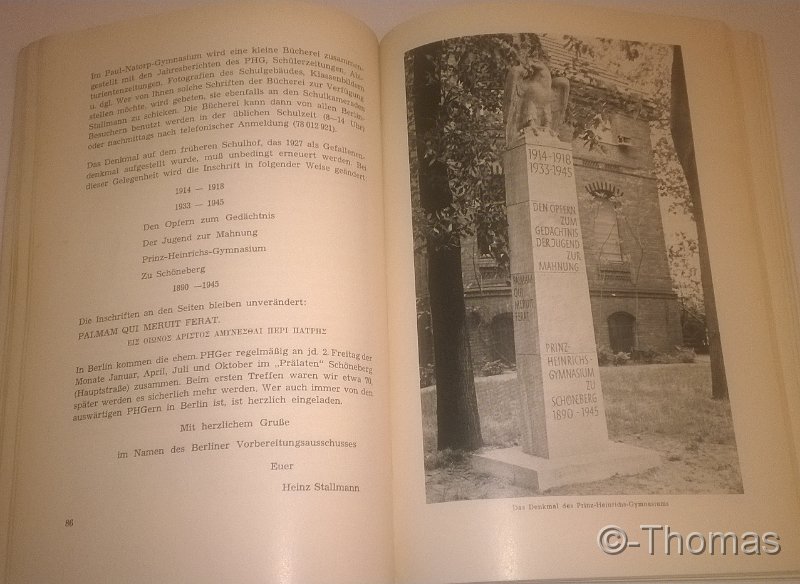 Im Paul-Natorp-Gymnasium wird eine kleine Bücherei zusammen-
gestellt mit den Jahresberichten des PHG, Schülerzeitungen, Abi-
turientenzeitungen, Fotografien des Schulgebäudes, Klassenbildern
u. dgl. Wer von Ihnen solche Schriften der Bücherei zur Verfügung
stellen möchte, wird gebeten, sie ebenfalls an den Schulkameraden
Stallmann zu schicken. Die Bücherei kann dann von allen Berlin-
Besuchern benutzt werden in der üblichen Schulzeit (8—14 Uhr)
oder nachmittags nach telefonischer Anmeldung (78 012 921).
Das Denkmal auf dem früheren Schulhof, das 1927 als Gefallenen-
denkmal aufgestellt wurde, muß unbedingt erneuert werden. Bei
dieser Gelegenheit wird die Inschrift in folgender Weise geändert
1914 — 1918
1933 — 1945
Den Opfern zum Gedächtnis
Der Jugend zur Mahnung
Prinz-Heinrichs-Gymnasium
Zu Schöneberg
1890 —1945
Die Inschriften an den Seiten bleiben unverändert:
PALMAM QUI MERUIT FERAT.
ΕΙΣ ΟΙΩΝΟΣ ΑΡΙΣΤΟΣ ΑΜΥΝΕΣΘΑΙ ΠΕΡΙ ΠΑΤΡΗΣ
In Berlin kommen die ehem. PHGer regelmäßig an jd. 2. Freitag der
Monate Januar, April, Juli und Oktober im „Prälaten" Schöneberg
(Hauptstraße) zusammen. Beim ersten Treffen waren wir etwa 70,
später werden es sicherlich mehr werden. Wer auch immer von den
auswärtigen PHGern in Berlin ist, ist herzlich eingeladen.
Mit herzlichem Gruße
im Namen des Berliner Vorbereitungsausschusses
Euer
Heinz Stallmann
86
1914-1918
1933-1945
DEN OPFERN
ZUM
GEDÄCHTNIS
DER JUGEND
ZUR
MAHNUNG
PALMAM
QUI
MERUIT
FERAT
PRINZ-
HEINRICHS-
GYMNASIUM
ZU
SCHÖNEBERG
1890-1945
Das Denkmal des Prinz-Heinrichs-Gymnasiums
©-Thomas